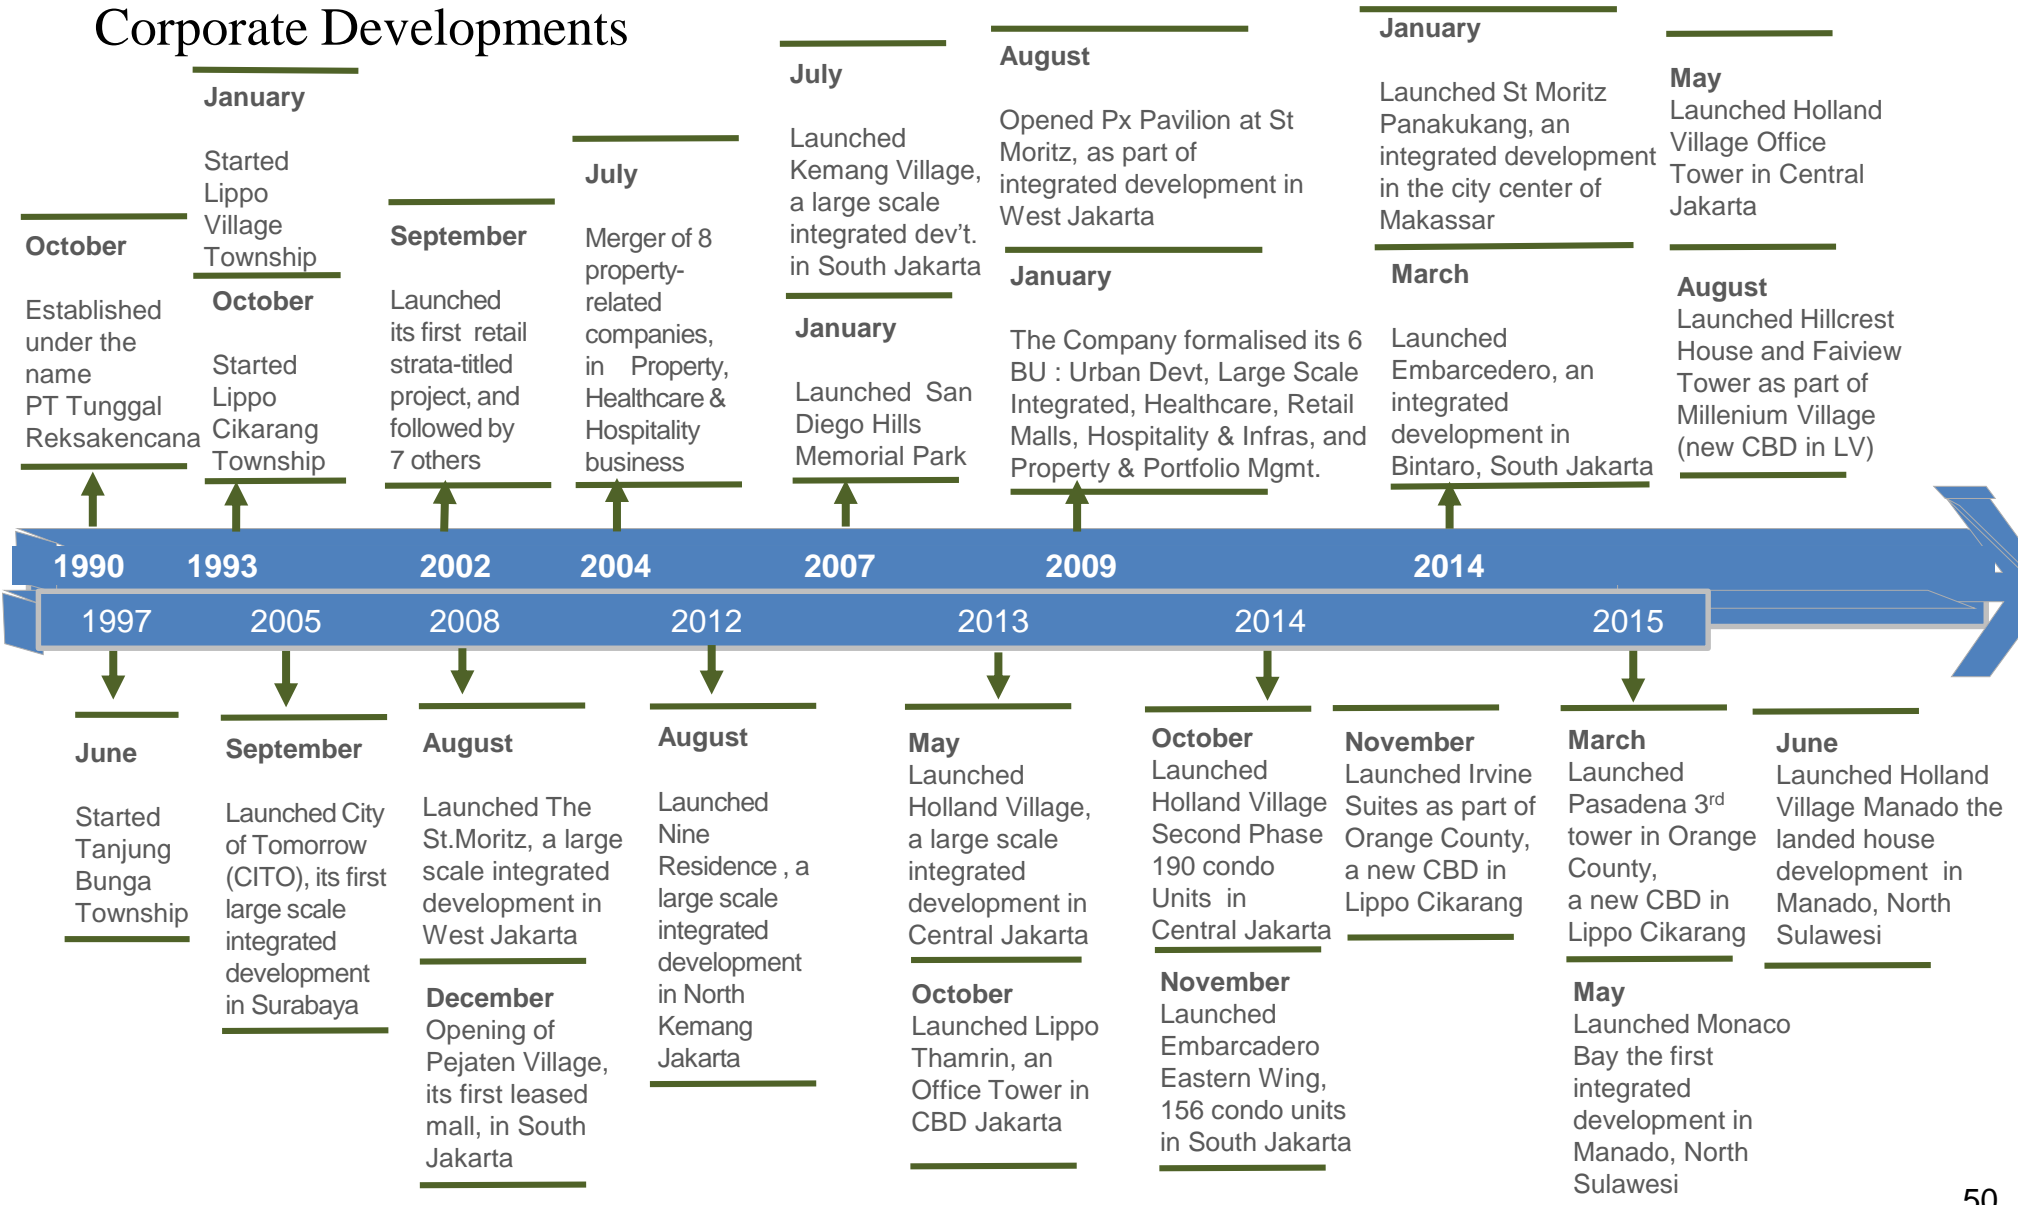 Corporate Developments
October
Established
under the
name
PT Tunggal
Reksakencana
January
Started
Lippo
Village
Township
October
Started
Lippo
Cikarang
Township
September
Launched
its first retail
strata-titled
project, and
followed by
7 others
July
Merger of 8
property-
related
companies,
in Property,
Healthcare &
Hospitality
business
July
Launched
Kemang Village,
a large scale
integrated dev't.
in South Jakarta
January
Launched San
Diego Hills
Memorial Park
August
Opened Px Pavilion at St
Moritz, as part of
integrated development in
West Jakarta
January
The Company formalised its 6
BU : Urban Devt, Large Scale
Integrated, Healthcare, Retail
Malls, Hospitality & Infras, and
Property & Portfolio Mgmt.
January
Launched St Moritz
Panakukang, an
integrated development
in the city center of
Makassar
March
Launched
Embarcedero, an
integrated
development in
Bintaro, South Jakarta
May
Launched Holland
Village Office
Tower in Central
Jakarta
August
Launched Hillcrest
House and Faiview
Tower as part of
Millenium Village
(new CBD in LV)
1990 1993 2002 2004 2007 2009 2014
1997 2005 2008 2012 2013 2014 2015
June
Started
Tanjung
Bunga
Township
September
Launched City
of Tomorrow
(CITO), its first
large scale
integrated
development
in Surabaya
August
Launched The
St.Moritz, a large
scale integrated
development in
West Jakarta
December
Opening of
Pejaten Village,
its first leased
mall, in South
Jakarta
August
Launched
Nine
Residence , a
large scale
integrated
development
in North
Kemang
Jakarta
May
Launched
Holland Village,
a large scale
integrated
development in
Central Jakarta
October
Launched Lippo
Thamrin, an
Office Tower in
CBD Jakarta
October
Launched
Holland Village
Second Phase
190 condo
Units in
Central Jakarta
November
Launched
Embarcadero
Eastern Wing,
156 condo units
in South Jakarta
November
Launched Irvine
Suites as part of
Orange County,
a new CBD in
Lippo Cikarang
March
Launched
Pasadena 3rd
tower in Orange
County,
a new CBD in
Lippo Cikarang
May
Launched Monaco
Bay the first
integrated
development in
Manado, North
Sulawesi
June
Launched Holland
Village Manado the
landed house
development in
Manado, North
Sulawesi
50